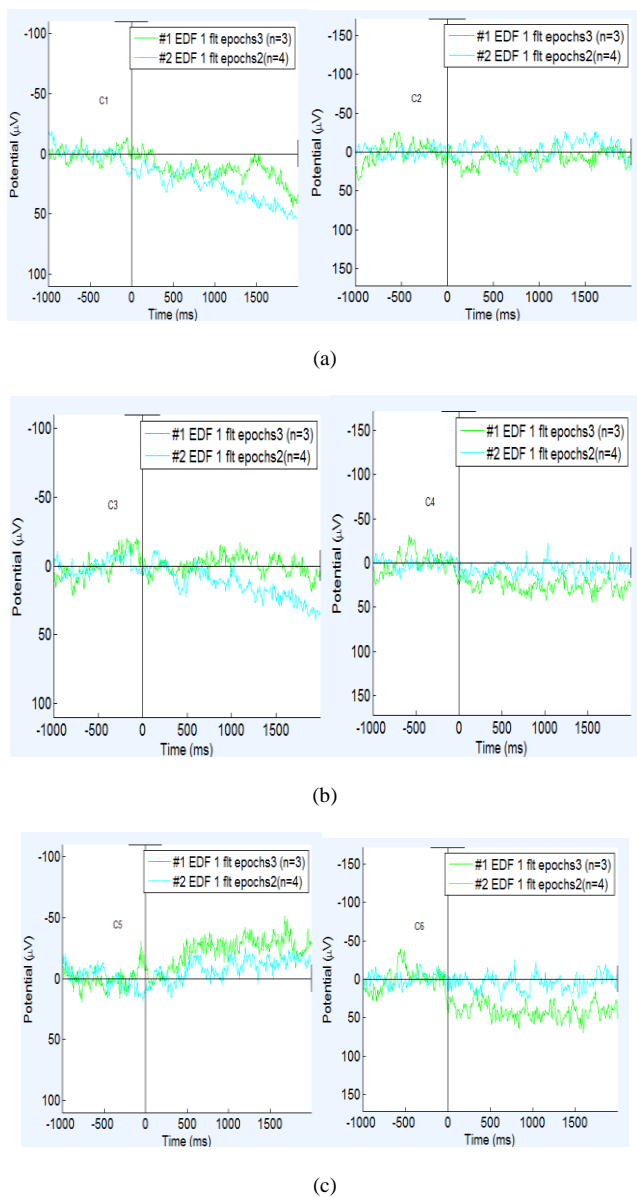 #1 EDF 1 flt epochs3 (n=3)
#2 EDF 1 flt epochs2(n=4)
C1
Potential (µV)
-100
-50
0
50
100
-1000 -500 0 500 1000 1500
Time (ms)
#1 EDF 1 flt epochs3 (n=3)
#2 EDF 1 flt epochs2(n=4)
C2
Potential (µV)
-150
-100
-50
0
50
100
150
-1000 -500 0 500 1000 1500
Time (ms)
(a)
#1 EDF 1 flt epochs3 (n=3)
#2 EDF 1 flt epochs2(n=4)
C3
Potential (µV)
-100
-50
0
50
100
-1000 -500 0 500 1000 1500
Time (ms)
#1 EDF 1 flt epochs3 (n=3)
#2 EDF 1 flt epochs2(n=4)
C4
Potential (µV)
-150
-100
-50
0
50
100
150
-1000 -500 0 500 1000 1500
Time (ms)
(b)
#1 EDF 1 flt epochs3 (n=3)
#2 EDF 1 flt epochs2(n=4)
C5
Potential (µV)
-100
-50
0
50
100
-1000 -500 0 500 1000 1500
Time (ms)
#1 EDF 1 flt epochs3 (n=3)
#2 EDF 1 flt epochs2(n=4)
C6
Potential (µV)
-150
-100
-50
0
50
100
150
-1000 -500 0 500 1000 1500
Time (ms)
(c)